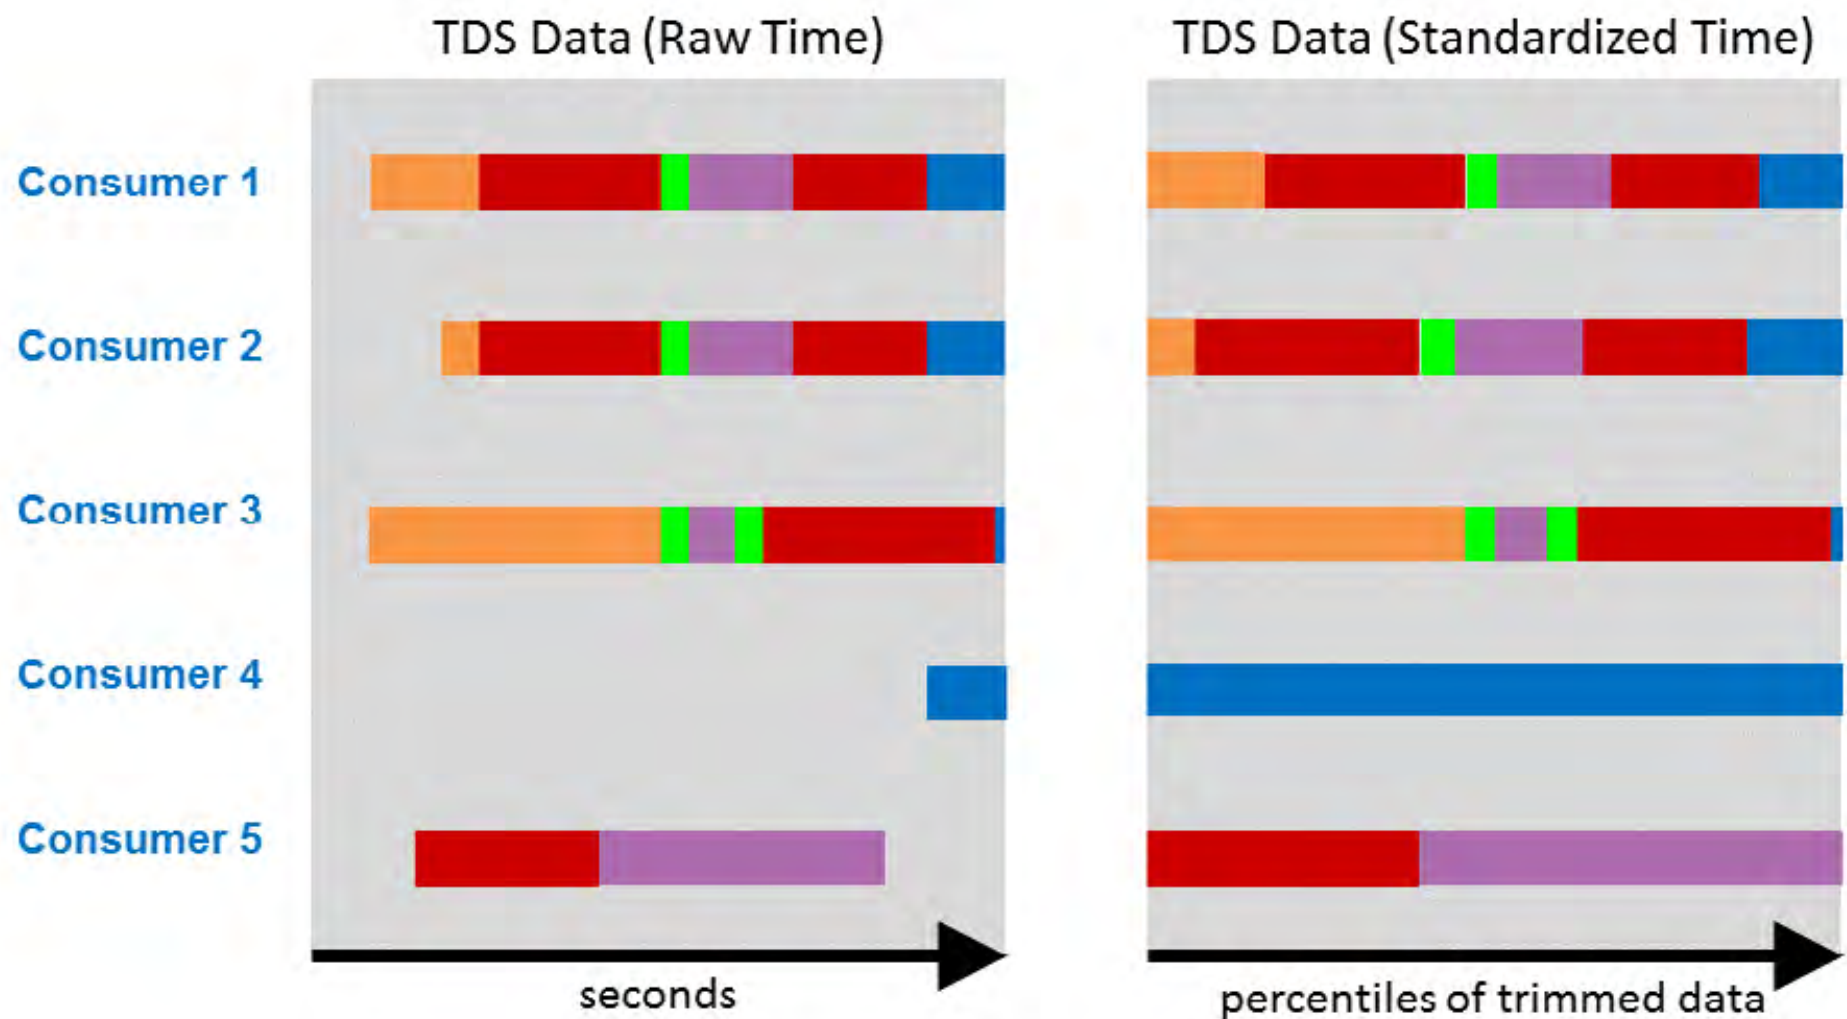 TDS Data (Raw Time)
TDS Data (Standardized Time)
Consumer 1
Consumer 2
Consumer 3
Consumer 4
Consumer 5
seconds
percentiles of trimmed data